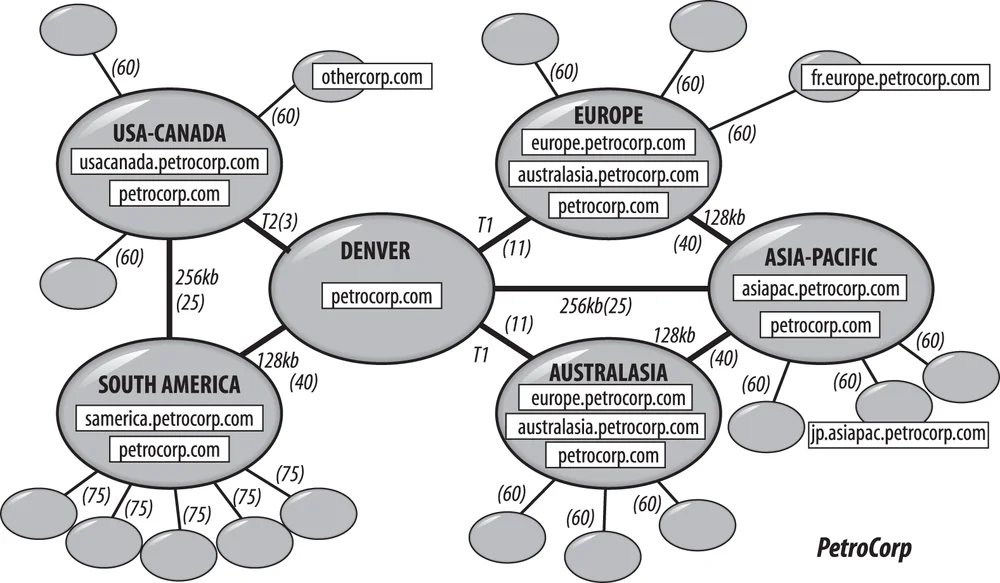 (60)
othercorp.com
(60)
USA-CANADA
usacanada.petrocorp.com
petrocorp.com
(60)
T2(3)
256kb
(25)
(60)
(60)
fr.europe.petrocorp.com
(60)
EUROPE
europe.petrocorp.com
australasia.petrocorp.com
petrocorp.com
T1
(11)
128kb
(40)
DENVER
petrocorp.com
256kb(25)
ASIA-PACIFIC
asiapac.petrocorp.com
petrocorp.com
(60)
(60)
(60)
jp.asiapac.petrocorp.com
128kb
(40)
(11)
T1
128kb
(40)
SOUTH AMERICA
samerica.petrocorp.com
petrocorp.com
(75)
(75)
(75)
(75)
(75)
AUSTRALASIA
europe.petrocorp.com
australasia.petrocorp.com
petrocorp.com
(60)
(60)
(60)
PetroCorp